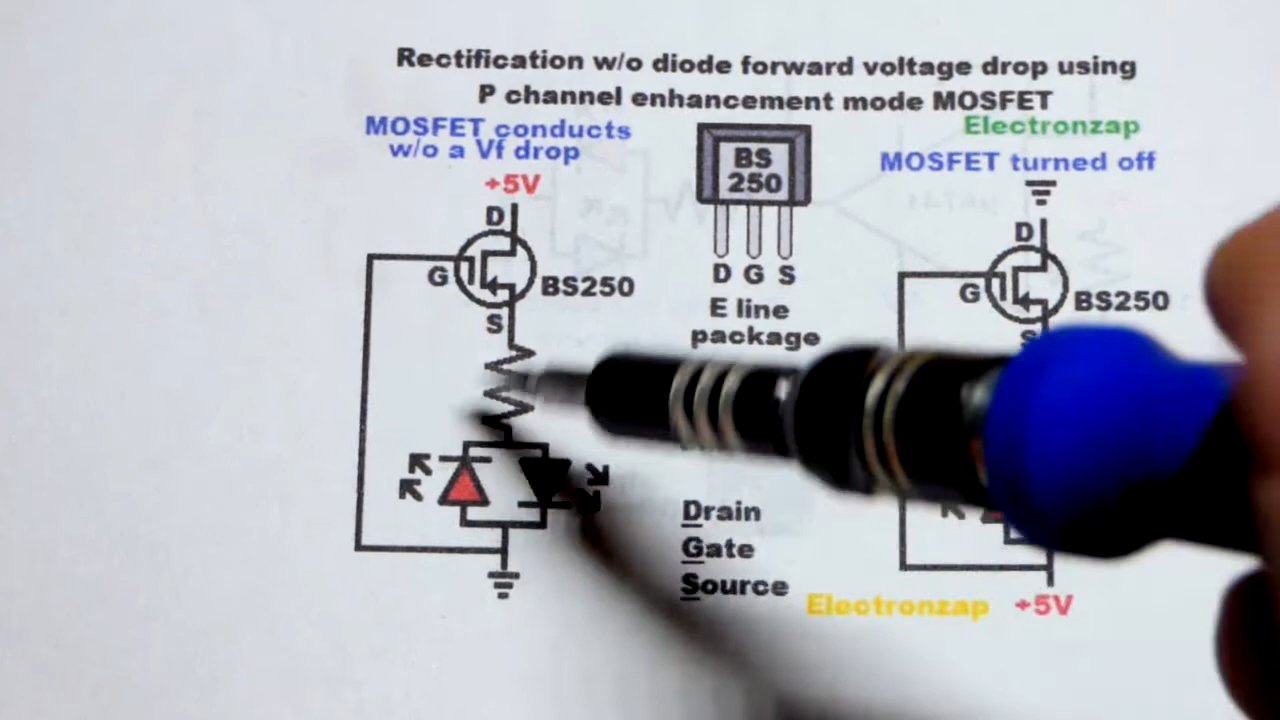 Rectification w/o diode forward voltage drop using
P channel enhancement mode MOSFET
MOSFET conducts
w/o a Vf drop
+5V
D
G
BS250
S
BS
250
D G S
E line
package
Drain
Gate
Source
Electronzap
MOSFET turned off
D
G
BS250
Electronzap
+5V